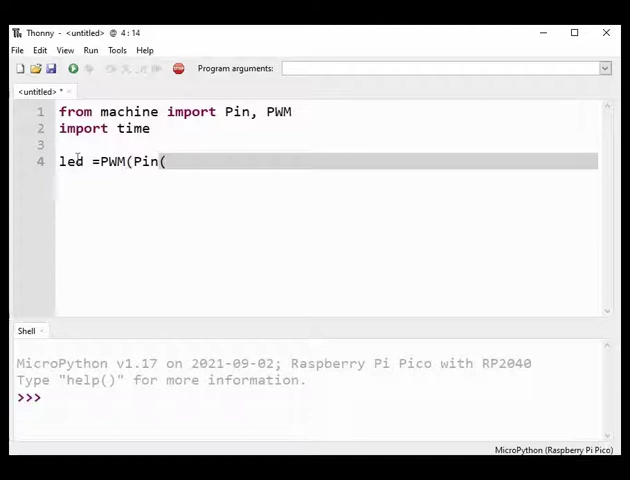 Thonny - <untitled> @ 4:14
File Edit View Run Tools Help
Program arguments:
<untitled> *
1 from machine import Pin, PWM
2 import time
3
4 led =PWM(Pin(
Shell
MicroPython v1.17 on 2021-09-02; Raspberry Pi Pico with RP2040
Type "help()" for more information.
>>>
MicroPython (Raspberry Pi Pico)